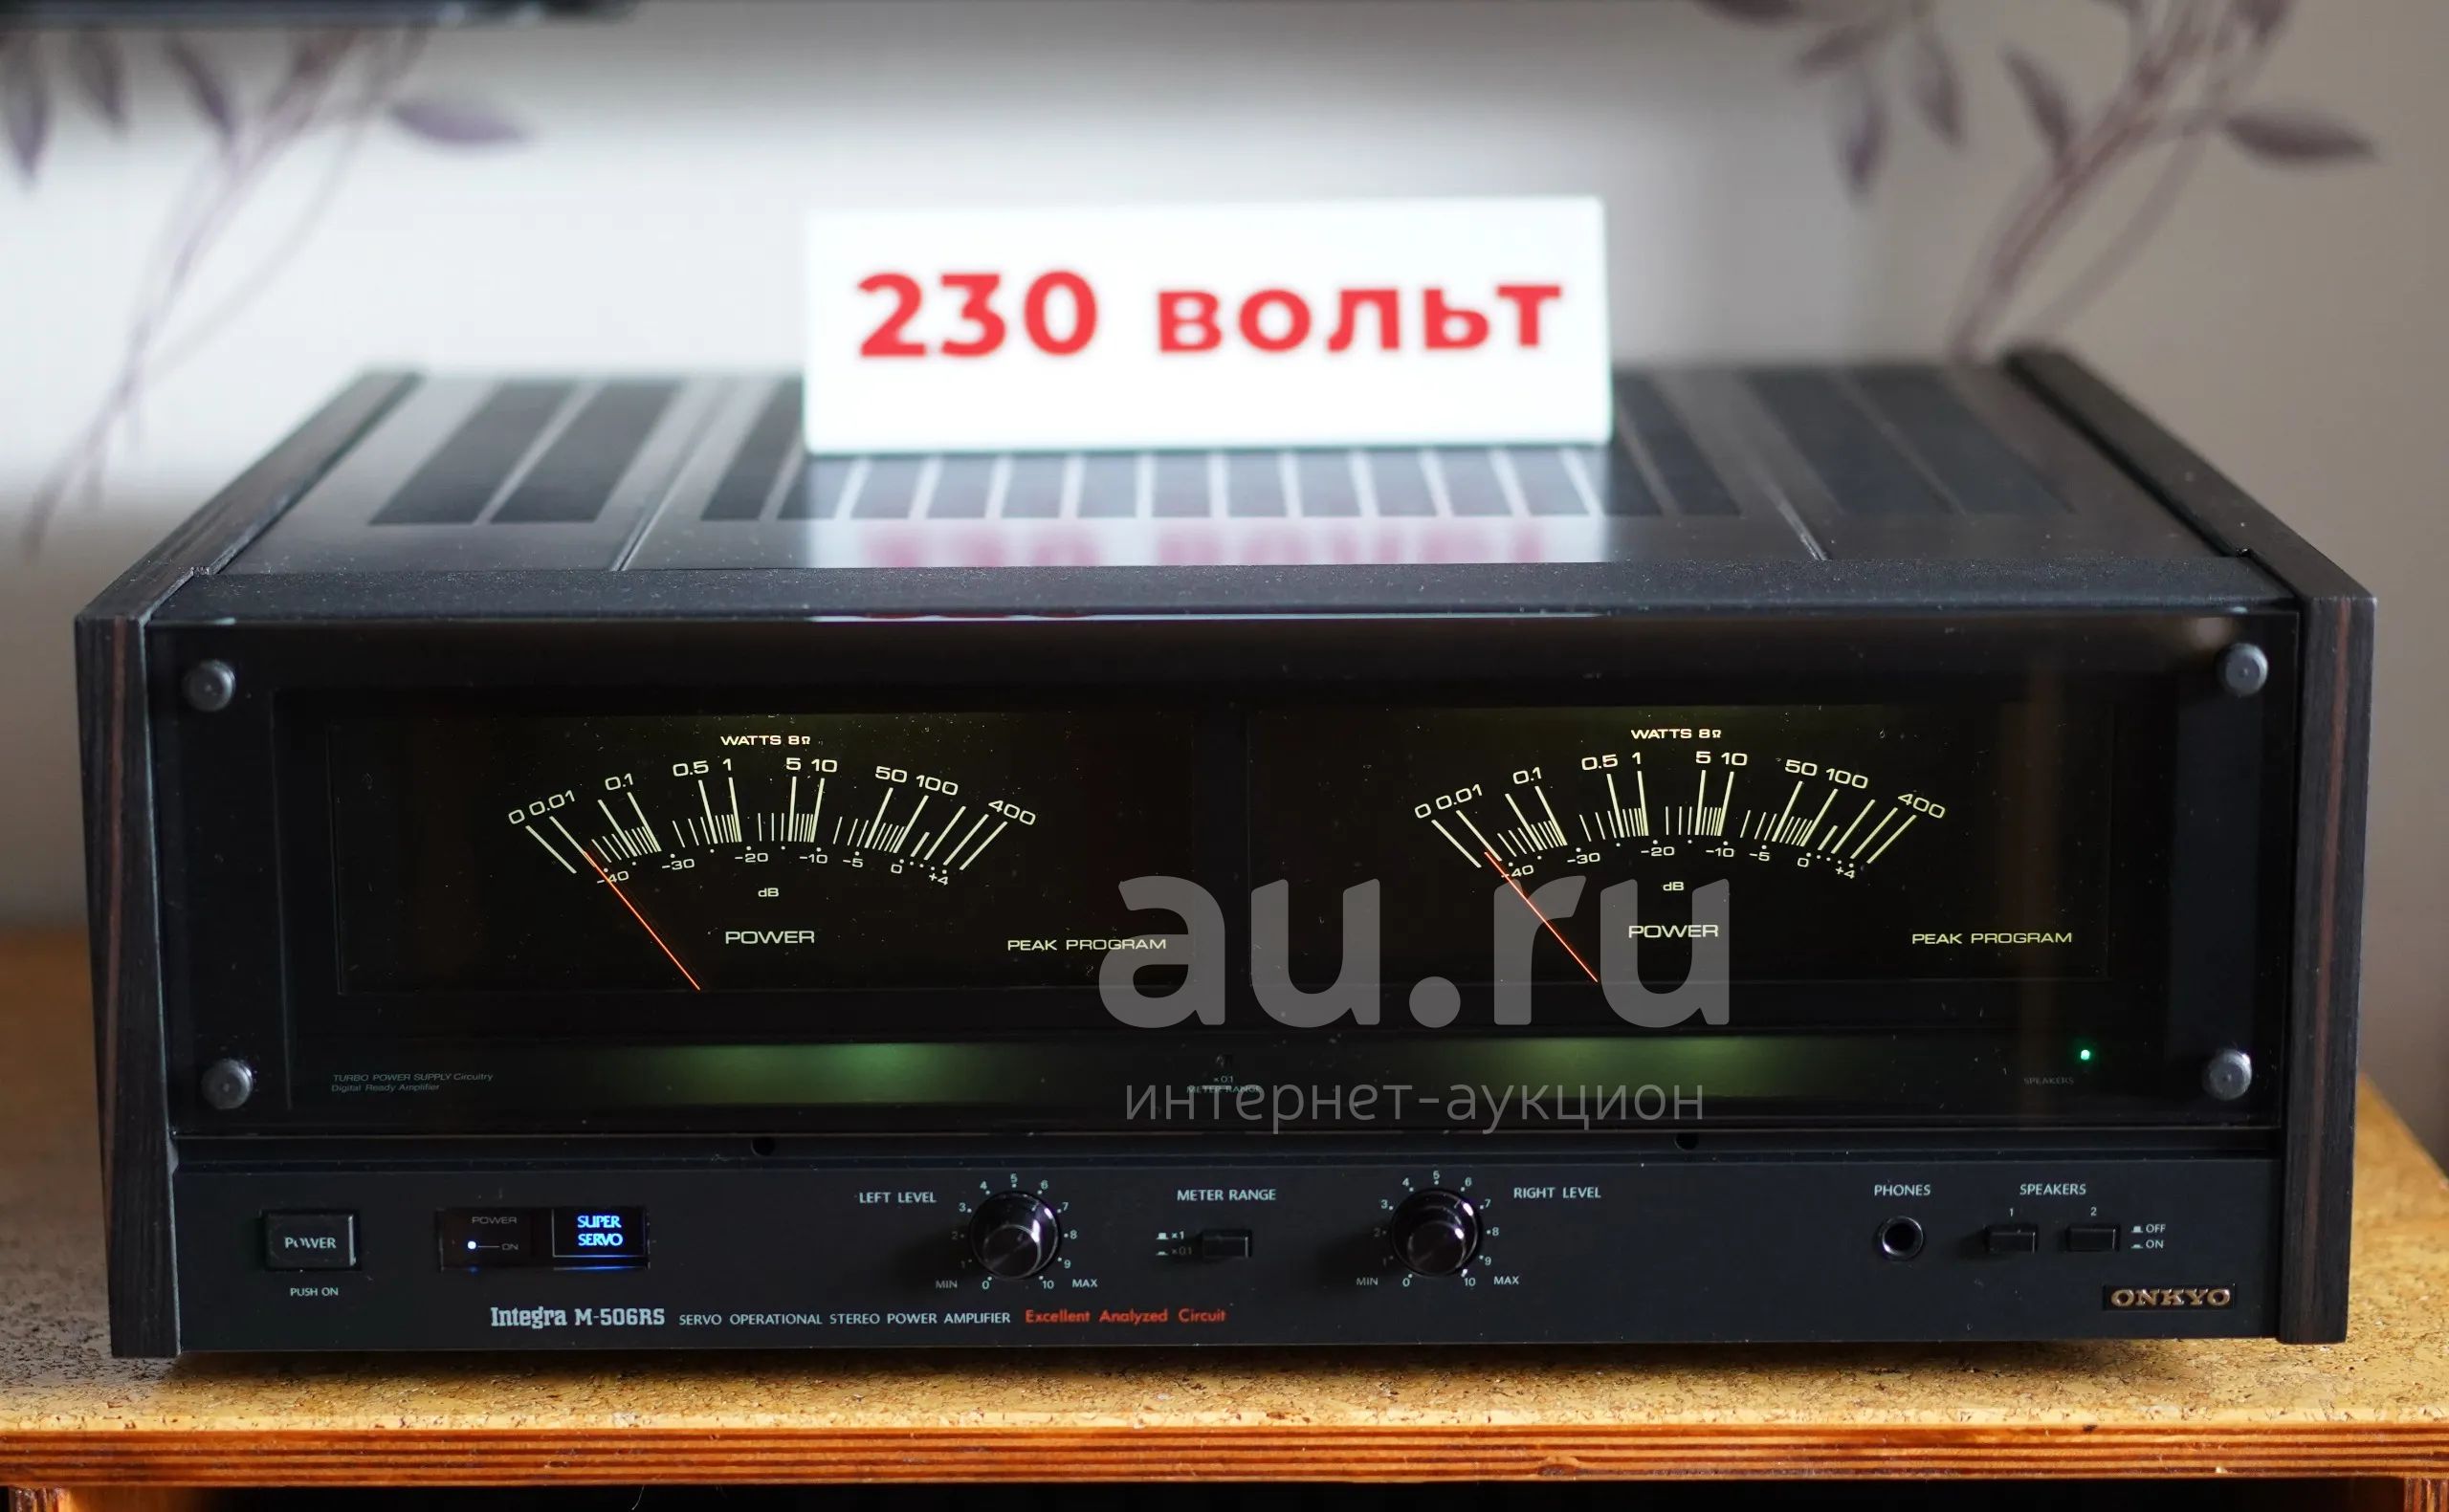 230 вольт
WATTS 8Ω
0 0.01 0.1 0.5 1 5 10 50 100 400
-40 -30 -20 -10 -5 0 +4
dB
POWER
PEAK PROGRAM
WATTS 8Ω
0 0.01 0.1 0.5 1 5 10 50 100 400
-40 -30 -20 -10 -5 0 +4
dB
POWER
PEAK PROGRAM
au.ru
интернет-аукцион
TURBO POWER SUPPLY Circuitry
Digital Ready Amplifier
×0.1
METER RANGE
SPEAKERS
POWER
PUSH ON
POWER
ON
SUPER
SERVO
LEFT LEVEL
0 1 2 3 4 5 6 7 8 9 10
MIN MAX
METER RANGE
×1
×0.1
RIGHT LEVEL
0 1 2 3 4 5 6 7 8 9 10
MIN MAX
PHONES
SPEAKERS
1 2
OFF
ON
Integra M-506RS SERVO OPERATIONAL STEREO POWER AMPLIFIER Excellent Analyzed Circuit
ONKYO